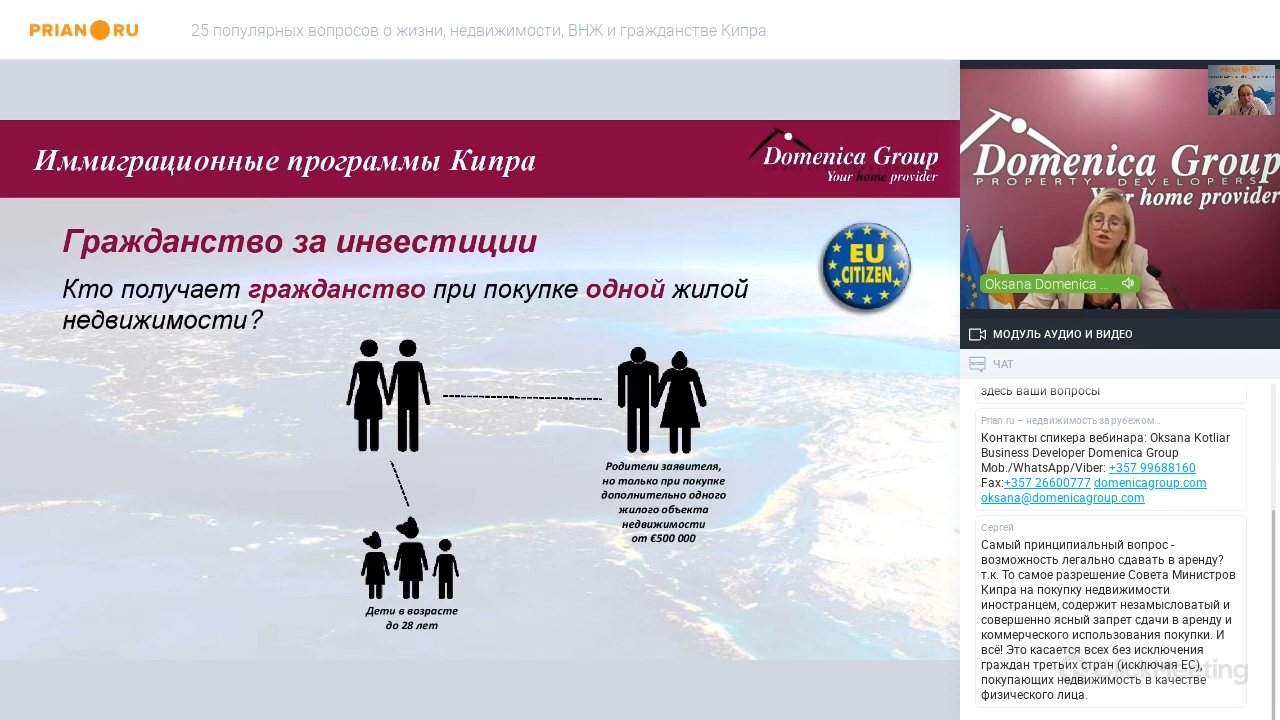 PRIAN RU
25 популярных вопросов о жизни, недвижимости, ВНЖ и гражданстве Кипра
Иммиграционные программы Кипра
Domenica Group
Your home provider
Гражданство за инвестиции
EU
CITIZEN
Кто получает гражданство при покупке одной жилой
недвижимости?
Родители заявителя,
но только при покупке
дополнительно одного
жилого объекта
недвижимости
от €500 000
Дети в возрасте
до 28 лет
PRIAN RU
Domenica Group
PROPERTY DEVELOPERS
Your home provider
Oksana Domenica ...
МОДУЛЬ АУДИО И ВИДЕО
ЧАТ
здесь ваши вопросы
Prian.ru – недвижимость за рубежом...
Контакты спикера вебинара: Oksana Kotliar
Business Developer Domenica Group
Mob./WhatsApp/Viber: +357 99688160
Fax:+357 26600777 domenicagroup.com
oksana@domenicagroup.com
Сергей
Самый принципиальный вопрос -
возможность легально сдавать в аренду?
т.к. То самое разрешение Совета Министров
Кипра на покупку недвижимости
иностранцем, содержит незамысловатый и
совершенно ясный запрет сдачи в аренду и
коммерческого использования покупки. И
всё! Это касается всех без исключения
граждан третьих стран (исключая ЕС),
покупающих недвижимость в качестве
физического лица.
ClickMeeting